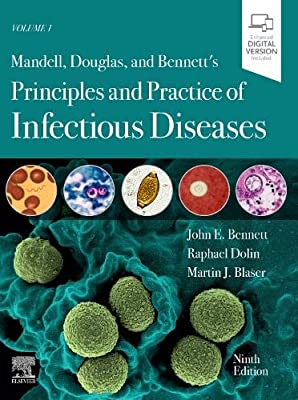 VOLUME 1
Enhanced
DIGITAL
VERSION
Included
Mandell, Douglas, and Bennett's
Principles and Practice of
Infectious Diseases
John E. Bennett
Raphael Dolin
Martin J. Blaser
Ninth
Edition
ELSEVIER